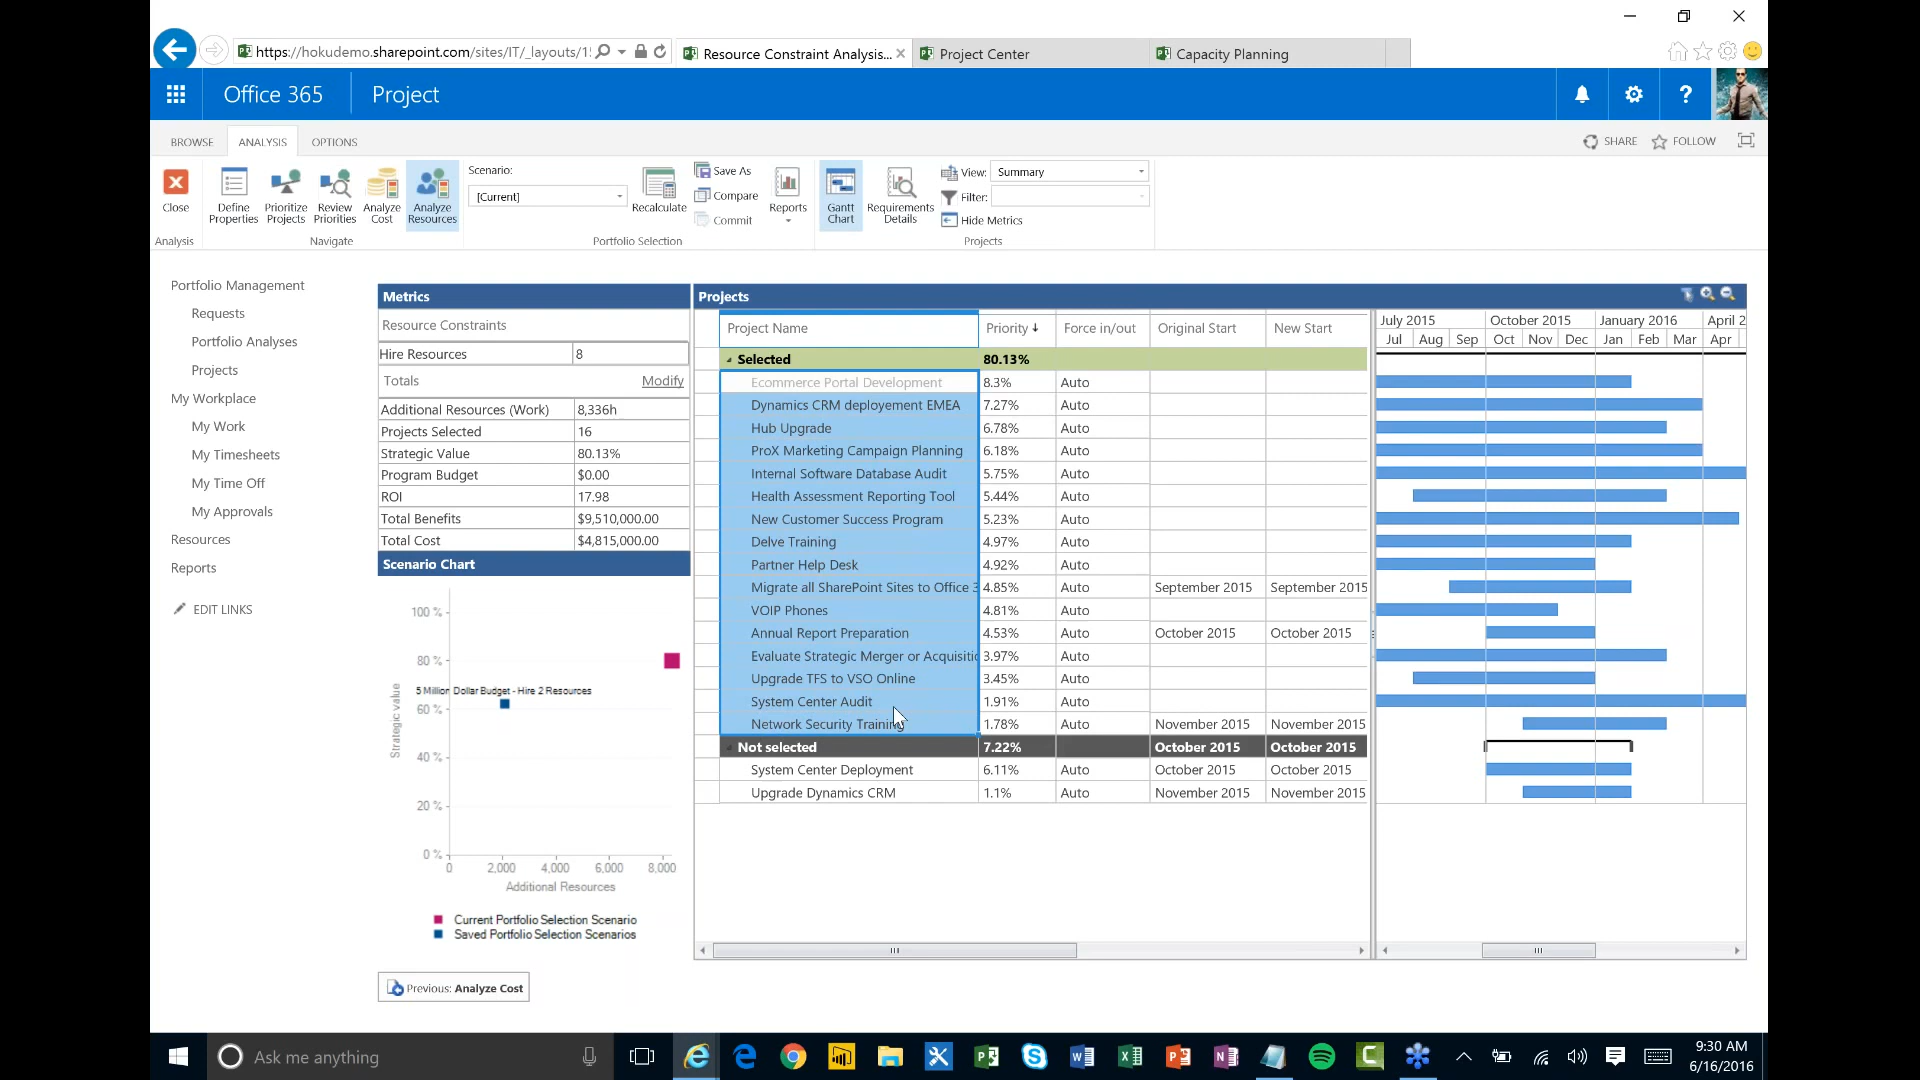 https://hokudemo.sharepoint.com/sites/IT/_layouts/1
Resource Constraint Analysis...
Project Center
Capacity Planning
Office 365
Project
?
BROWSE
ANALYSIS
OPTIONS
SHARE
FOLLOW
Close
Define Properties
Prioritize Projects
Review Priorities
Analyze Cost
Analyze Resources
Scenario:
[Current]
Recalculate
Save As
Compare
Commit
Reports
Gantt Chart
Requirements Details
View:
Summary
Filter:
Hide Metrics
Analysis
Navigate
Portfolio Selection
Projects
Portfolio Management
Requests
Portfolio Analyses
Projects
My Workplace
My Work
My Timesheets
My Time Off
My Approvals
Resources
Reports
EDIT LINKS
Metrics
Resource Constraints
Hire Resources 8
Totals Modify
Additional Resources (Work) 8,336h
Projects Selected 16
Strategic Value 80.13%
Program Budget $0.00
ROI 17.98
Total Benefits $9,510,000.00
Total Cost $4,815,000.00
Scenario Chart
100 %
80 %
5 Million Dollar Budget - Hire 2 Resources
60 %
Strategic value
40 %
20 %
0 %
0 2,000 4,000 6,000 8,000
Additional Resources
Current Portfolio Selection Scenario
Saved Portfolio Selection Scenarios
Previous: Analyze Cost
Projects
Project Name Priority Force in/out Original Start New Start
July 2015 October 2015 January 2016 April 2
Jul Aug Sep Oct Nov Dec Jan Feb Mar Apr
Selected 80.13%
Ecommerce Portal Development 8.3% Auto
Dynamics CRM deployement EMEA 7.27% Auto
Hub Upgrade 6.78% Auto
ProX Marketing Campaign Planning 6.18% Auto
Internal Software Database Audit 5.75% Auto
Health Assessment Reporting Tool 5.44% Auto
New Customer Success Program 5.23% Auto
Delve Training 4.97% Auto
Partner Help Desk 4.92% Auto
Migrate all SharePoint Sites to Office 3 4.85% Auto September 2015 September 2015
VOIP Phones 4.81% Auto
Annual Report Preparation 4.53% Auto October 2015 October 2015
Evaluate Strategic Merger or Acquisitio 3.97% Auto
Upgrade TFS to VSO Online 3.45% Auto
System Center Audit 1.91% Auto
Network Security Training 1.78% Auto November 2015 November 2015
Not selected 7.22% October 2015 October 2015
System Center Deployment 6.11% Auto October 2015 October 2015
Upgrade Dynamics CRM 1.1% Auto November 2015 November 2015
Ask me anything
9:30 AM
6/16/2016